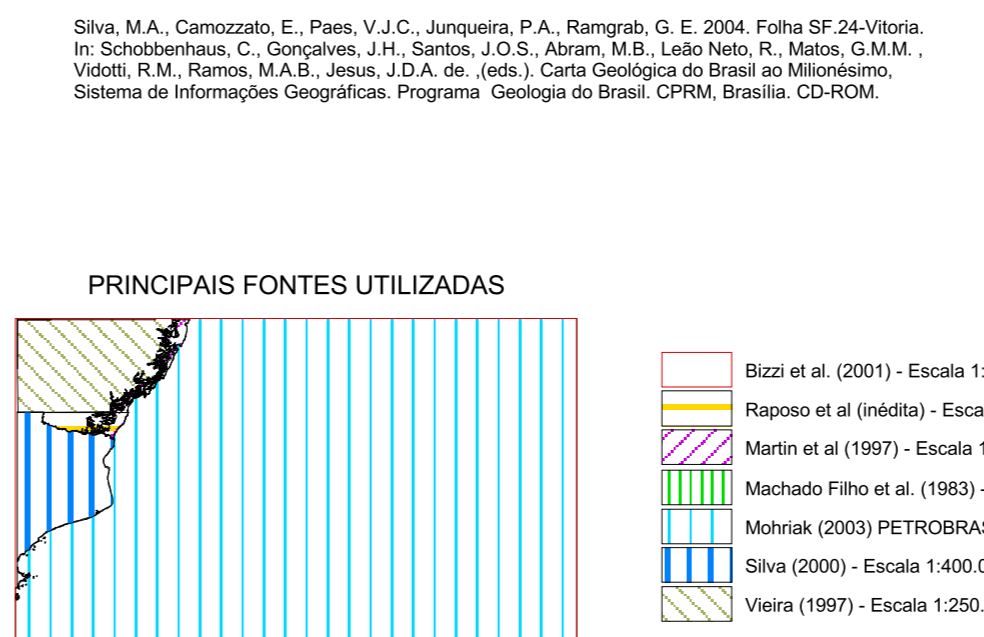 Silva, M.A., Camozzato, E., Paes, V.J.C., Junqueira, P.A., Ramgrab, G. E. 2004. Folha SF.24-Vitoria.
In: Schobbenhaus, C., Gonçalves, J.H., Santos, J.O.S., Abram, M.B., Leão Neto, R., Matos, G.M.M. ,
Vidotti, R.M., Ramos, M.A.B., Jesus, J.D.A. de. ,(eds.). Carta Geológica do Brasil ao Milionésimo,
Sistema de Informações Geográficas. Programa Geologia do Brasil. CPRM, Brasília. CD-ROM.
PRINCIPAIS FONTES UTILIZADAS
Bizzi et al. (2001) - Escala 1:
Raposo et al (inédita) - Esca
Martin et al (1997) - Escala 1
Machado Filho et al. (1983) -
Mohriak (2003) PETROBRAS
Silva (2000) - Escala 1:400.0
Vieira (1997) - Escala 1:250.